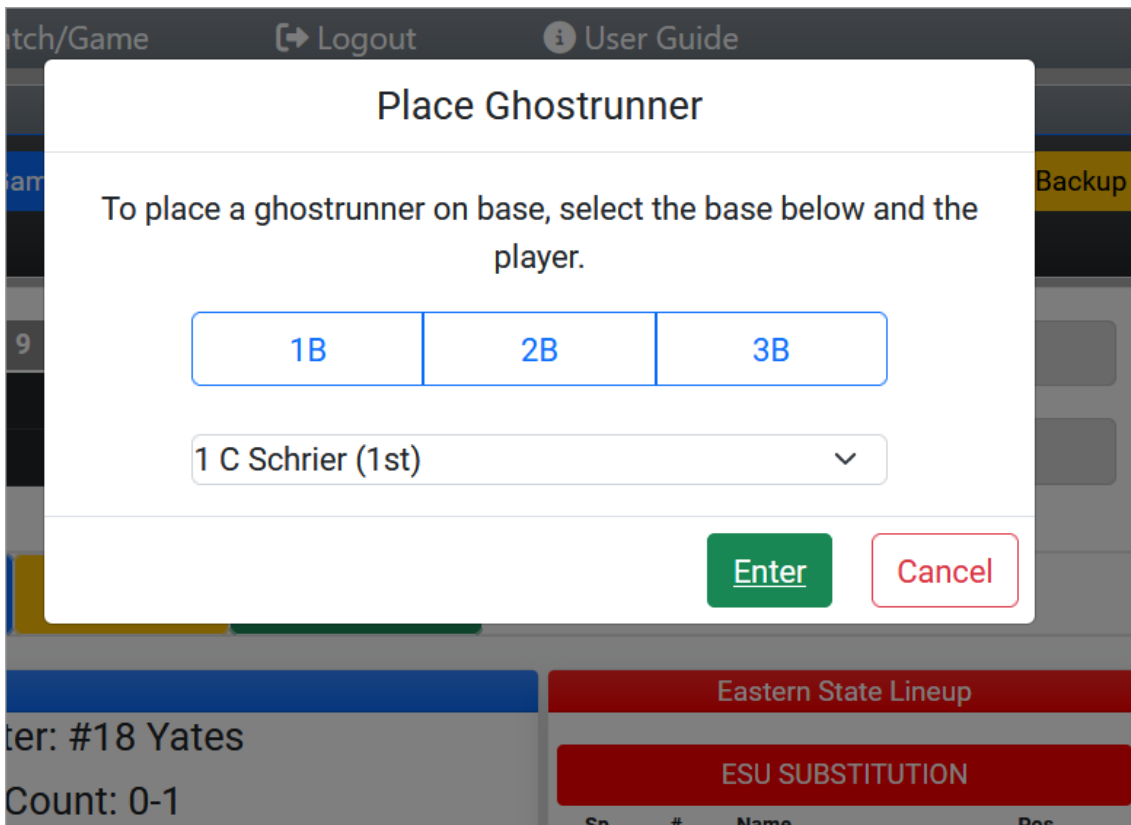 tch/Game Logout User Guide
Place Ghostrunner
Backup
To place a ghostrunner on base, select the base below and the
player.
9
1B 2B 3B
1 C Schrier (1st)
Enter Cancel
Eastern State Lineup
ter: #18 Yates
ESU SUBSTITUTION
Count: 0-1
Sp # Name Pos